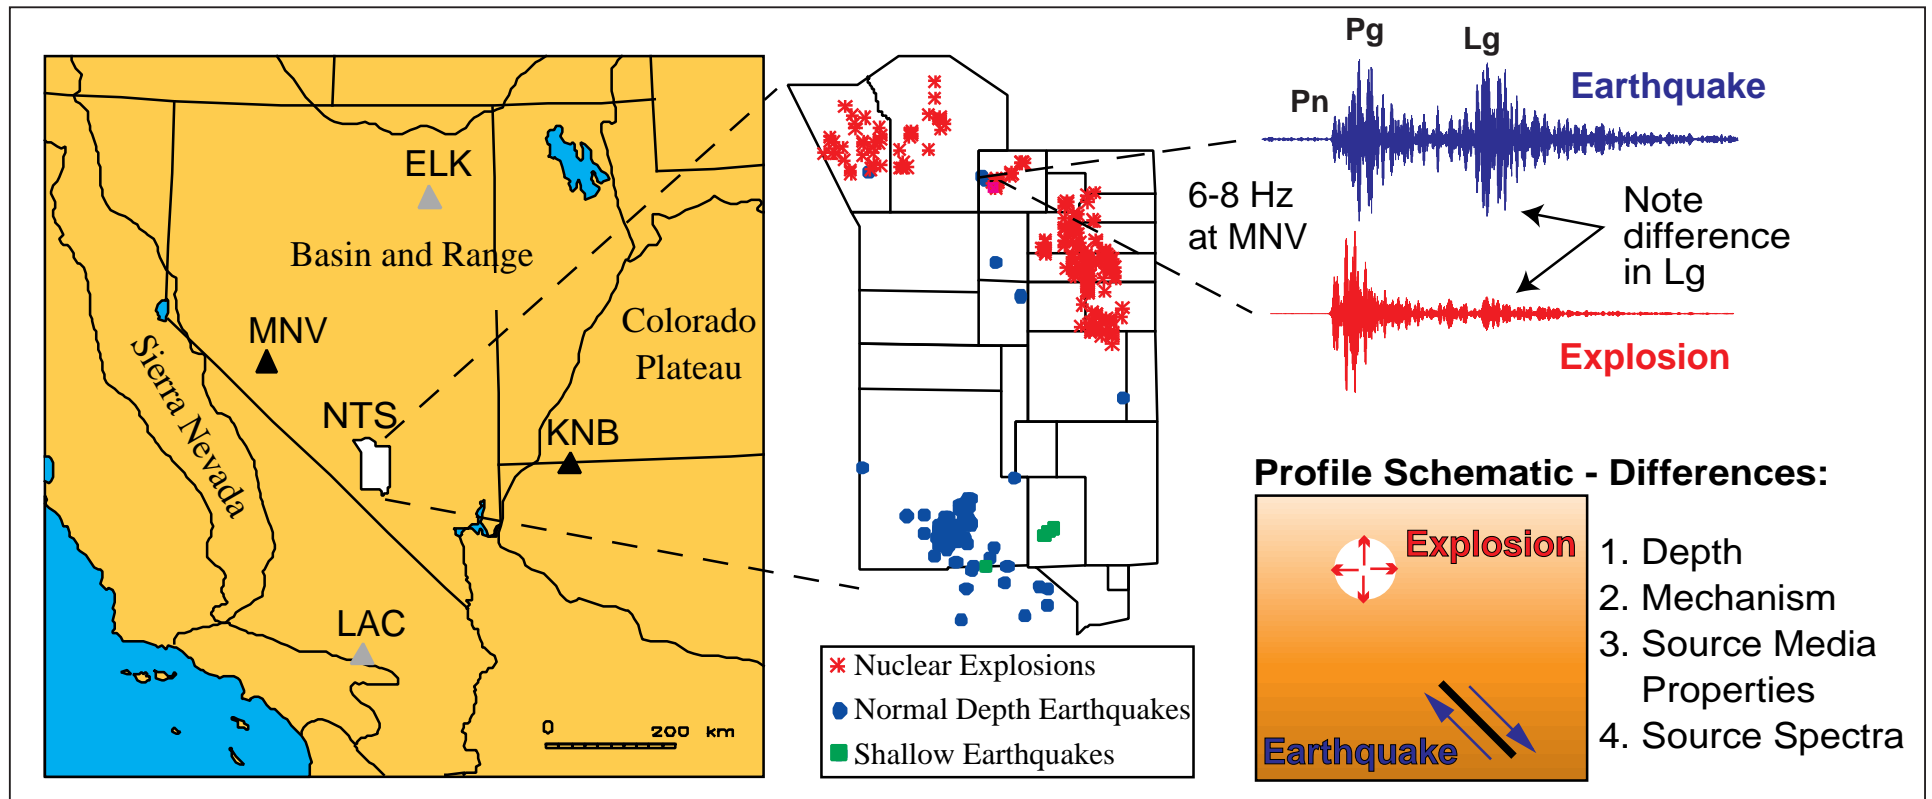 ELK
Basin and Range
MNV
Sierra Nevada
NTS
KNB
Colorado
Plateau
LAC
0 200 km
Nuclear Explosions
Normal Depth Earthquakes
Shallow Earthquakes
Pg
Lg
Pn
Earthquake
6-8 Hz
at MNV
Note
difference
in Lg
Explosion
Profile Schematic - Differences:
Explosion
Earthquake
1. Depth
2. Mechanism
3. Source Media
Properties
4. Source Spectra